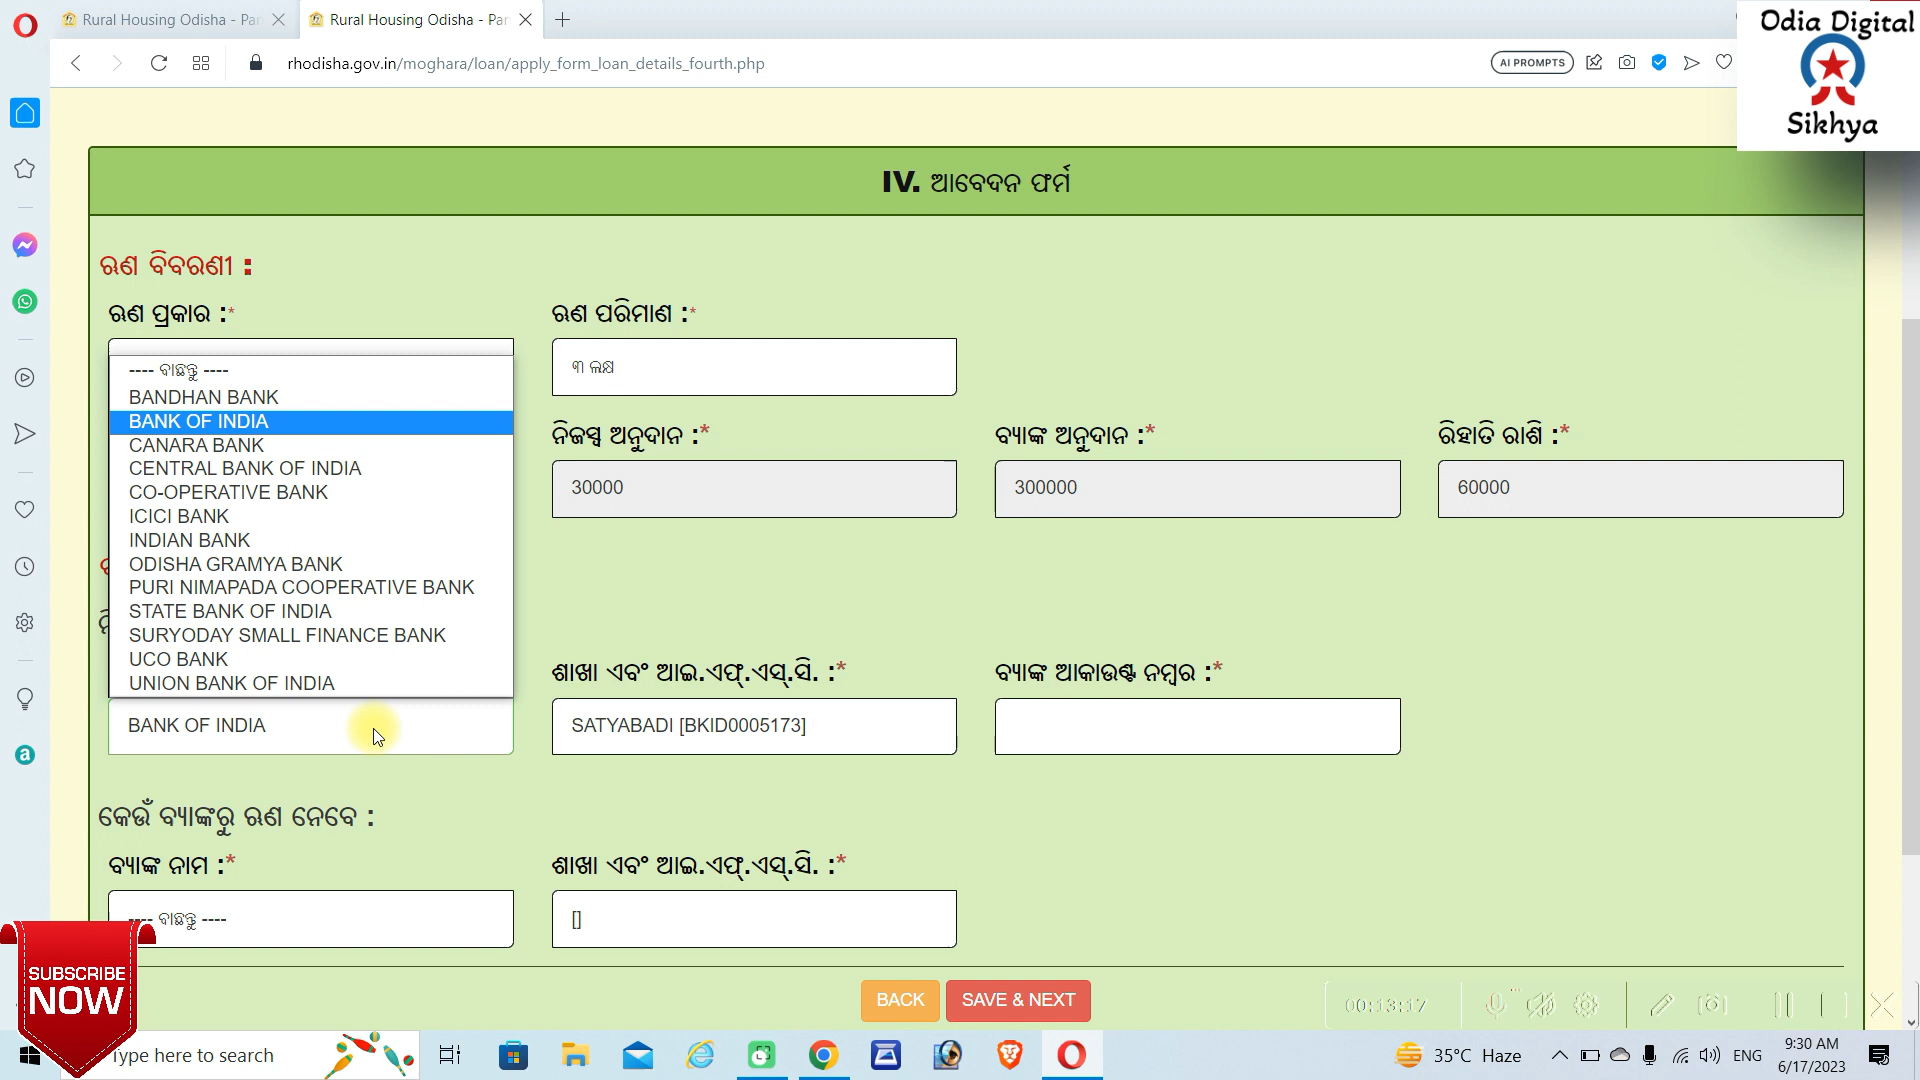 Rural Housing Odisha - Par
Rural Housing Odisha - Par
rhodisha.gov.in/moghara/loan/apply_form_loan_details_fourth.php
AI PROMPTS
Odia Digital
Sikhya
IV. ଆବେଦନ ଫର୍ମ
ଋଣ ବିବରଣୀ :
ଋଣ ପ୍ରକାର :*
ଋଣ ପରିମାଣ :*
୩ ଲକ୍ଷ
---- ବାଛନ୍ତୁ ----
BANDHAN BANK
BANK OF INDIA
CANARA BANK
CENTRAL BANK OF INDIA
CO-OPERATIVE BANK
ICICI BANK
INDIAN BANK
ODISHA GRAMYA BANK
PURI NIMAPADA COOPERATIVE BANK
STATE BANK OF INDIA
SURYODAY SMALL FINANCE BANK
UCO BANK
UNION BANK OF INDIA
ନିଜସ୍ୱ ଅନୁଦାନ :*
ବ୍ୟାଙ୍କ ଅନୁଦାନ :*
ରିହାତି ରାଶି :*
30000
300000
60000
ଶାଖା ଏବଂ ଆଇ.ଏଫ୍.ଏସ୍.ସି. :*
ବ୍ୟାଙ୍କ ଆକାଉଣ୍ଟ ନମ୍ବର :*
BANK OF INDIA
SATYABADI [BKID0005173]
କେଉଁ ବ୍ୟାଙ୍କରୁ ଋଣ ନେବେ :
ବ୍ୟାଙ୍କ ନାମ :*
ଶାଖା ଏବଂ ଆଇ.ଏଫ୍.ଏସ୍.ସି. :*
---- ବାଛନ୍ତୁ ----
[]
SUBSCRIBE
NOW
BACK
SAVE & NEXT
00:13:17
Type here to search
35°C Haze
ENG
9:30 AM
6/17/2023